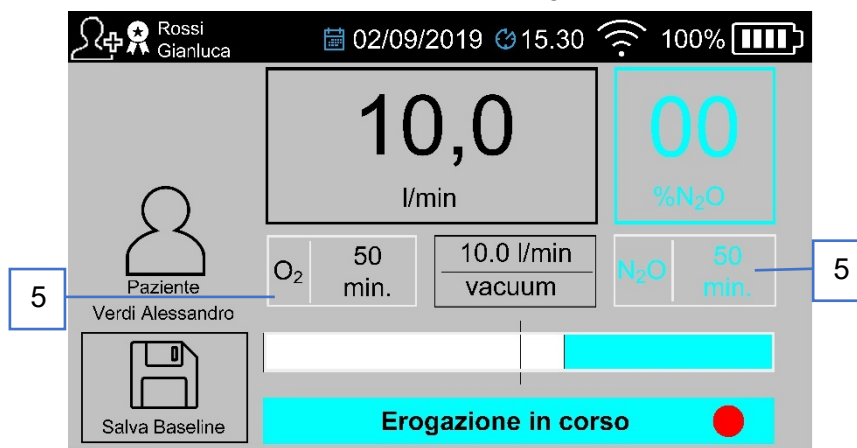 Rossi
Gianluca
02/09/2019 15.30 100%
10,0
l/min
00
%N₂O
Paziente
Verdi Alessandro
5
O₂ 50
min.
10.0 l/min
vacuum
N₂O 50
min.
5
Salva Baseline
Erogazione in corso